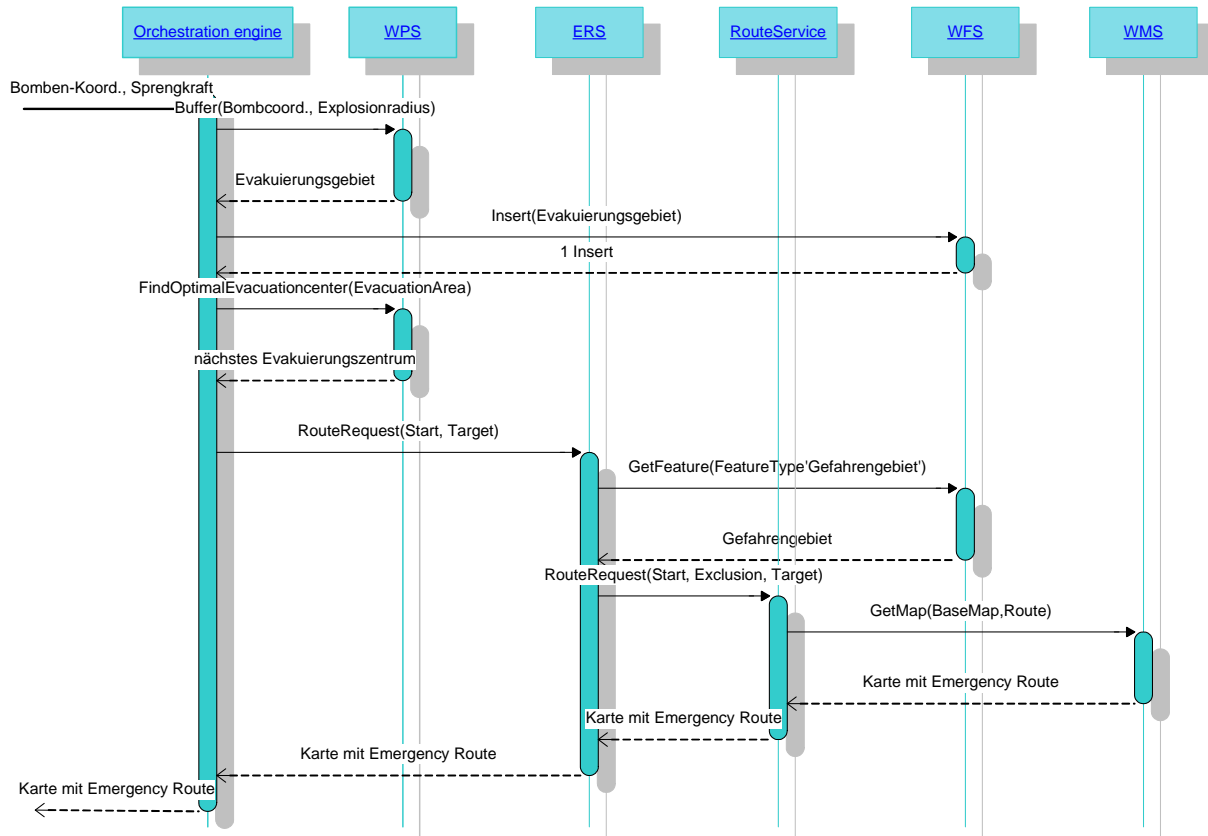 Orchestration engine
WPS
ERS
RouteService
WFS
WMS
Bomben-Koord., Sprengkraft
Buffer(Bombcoord., Explosionradius)
Evakuierungsgebiet
Insert(Evakuierungsgebiet)
1 Insert
FindOptimalEvacuationcenter(EvacuationArea)
nächstes Evakuierungszentrum
RouteRequest(Start, Target)
GetFeature(FeatureType'Gefahrengebiet')
Gefahrengebiet
RouteRequest(Start, Exclusion, Target)
GetMap(BaseMap,Route)
Karte mit Emergency Route
Karte mit Emergency Route
Karte mit Emergency Route
Karte mit Emergency Route